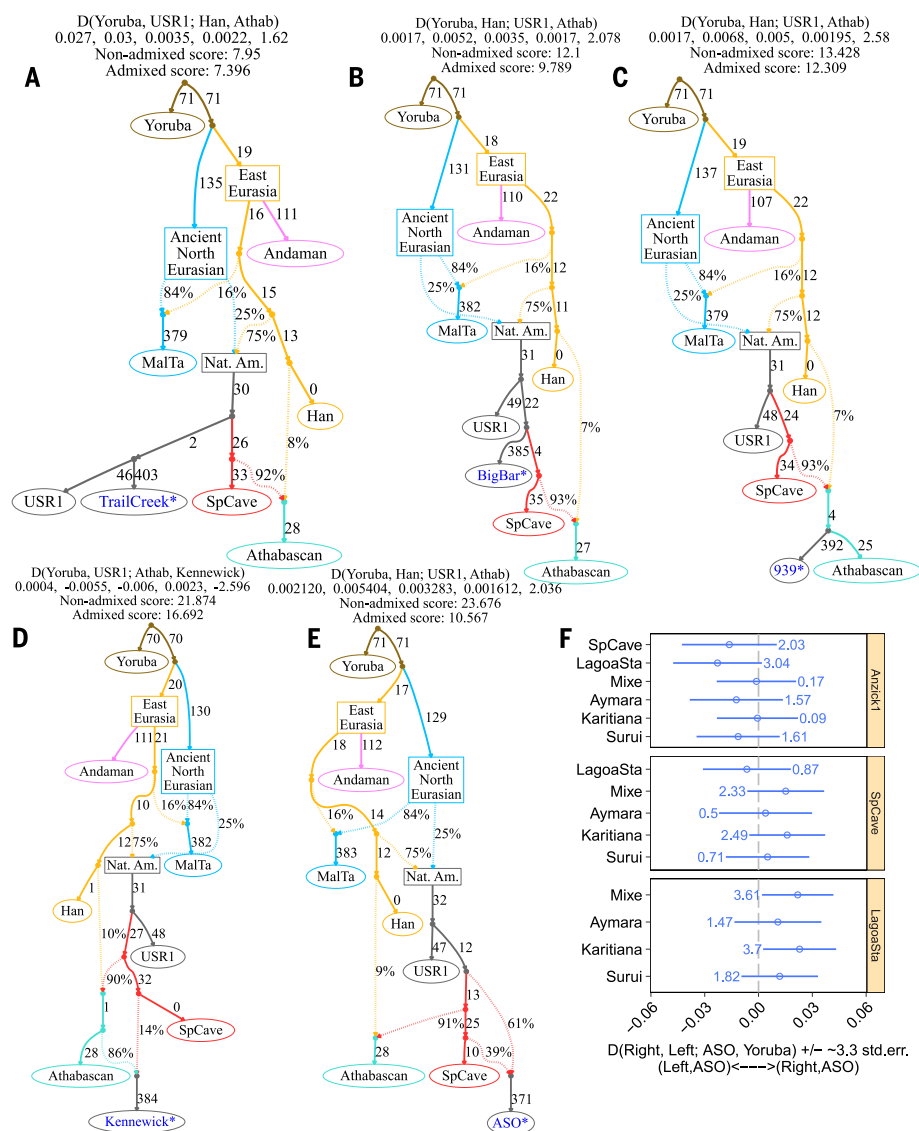 D(Yoruba, USR1; Han, Athab)
0.027, 0.03, 0.0035, 0.0022, 1.62
Non-admixed score: 7.95
Admixed score: 7.396
A
71
71
Yoruba
19
East
Eurasia
135
16
111
Ancient
North
Eurasian
Andaman
84%
16%
15
25%
75%
13
379
MalTa
Nat. Am.
30
0
Han
2
26
8%
46
403
33
92%
USR1
TrailCreek*
SpCave
28
Athabascan
D(Yoruba, Han; USR1, Athab)
0.0017, 0.0052, 0.0035, 0.0017, 2.078
Non-admixed score: 12.1
Admixed score: 9.789
B
71
71
Yoruba
18
East
Eurasia
131
110
22
Ancient
North
Eurasian
Andaman
84%
16%
12
25%
382
75%
11
MalTa
Nat. Am.
31
0
Han
49
22
USR1
7%
385
4
BigBar*
35
93%
SpCave
27
Athabascan
D(Yoruba, Han; USR1, Athab)
0.0017, 0.0068, 0.005, 0.00195, 2.58
Non-admixed score: 13.428
Admixed score: 12.309
C
71
71
Yoruba
19
East
Eurasia
137
107
22
Ancient
North
Eurasian
Andaman
84%
16%
12
25%
379
75%
12
MalTa
Nat. Am.
31
0
Han
48
24
USR1
7%
34
93%
SpCave
4
392
25
939*
Athabascan
D(Yoruba, USR1; Athab, Kennewick)
0.0004, -0.0055, -0.006, 0.0023, -2.596
Non-admixed score: 21.874
Admixed score: 16.692
D
70
70
Yoruba
20
East
Eurasia
130
111
21
Andaman
Ancient
North
Eurasian
10
16%
84%
25%
12
75%
382
Nat. Am.
MalTa
1
31
Han
10%
27
48
USR1
90%
32
1
0
SpCave
14%
28
86%
Athabascan
384
Kennewick*
D(Yoruba, Han; USR1, Athab)
0.002120, 0.005404, 0.003283, 0.001612, 2.036
Non-admixed score: 23.676
Admixed score: 10.567
E
71
71
Yoruba
17
East
Eurasia
129
18
112
Andaman
Ancient
North
Eurasian
16%
14
84%
25%
383
12
75%
MalTa
Nat. Am.
0
32
Han
47
12
USR1
9%
13
91%
25
61%
28
10
39%
Athabascan
SpCave
371
ASO*
F
SpCave
2.03
LagoaSta
3.04
Mixe
0.17
Aymara
1.57
Karitiana
0.09
Surui
1.61
Anzick1
LagoaSta
0.87
Mixe
2.33
Aymara
0.5
Karitiana
2.49
Surui
0.71
SpCave
Mixe
3.61
Aymara
1.47
Karitiana
3.7
Surui
1.82
LagoaSta
-0.06
-0.03
0.00
0.03
0.06
D(Right, Left; ASO, Yoruba) +/- ~3.3 std.err.
(Left,ASO)<---->(Right,ASO)